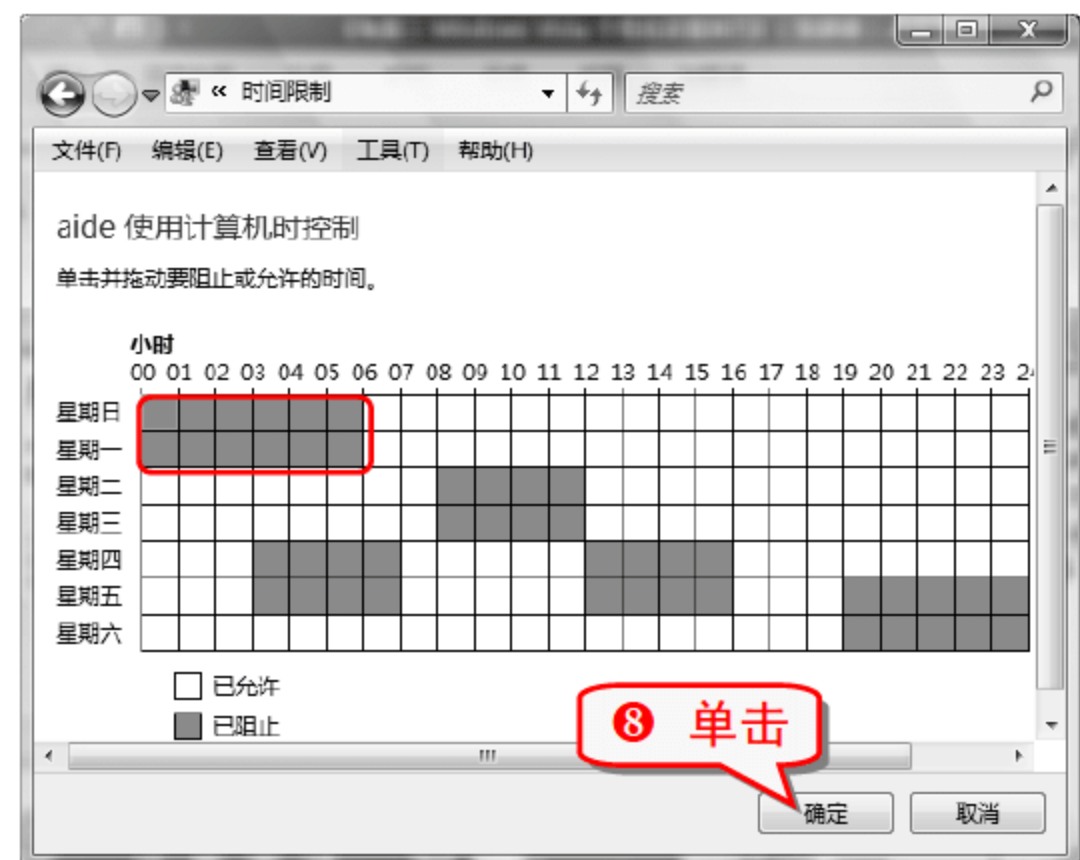 « 时间限制 搜索
文件(F) 编辑(E) 查看(V) 工具(T) 帮助(H)
aide 使用计算机时控制
单击并拖动要阻止或允许的时间。
小时
00 01 02 03 04 05 06 07 08 09 10 11 12 13 14 15 16 17 18 19 20 21 22 23
星期日
星期一
星期二
星期三
星期四
星期五
星期六
已允许
已阻止
❽ 单击
确定 取消